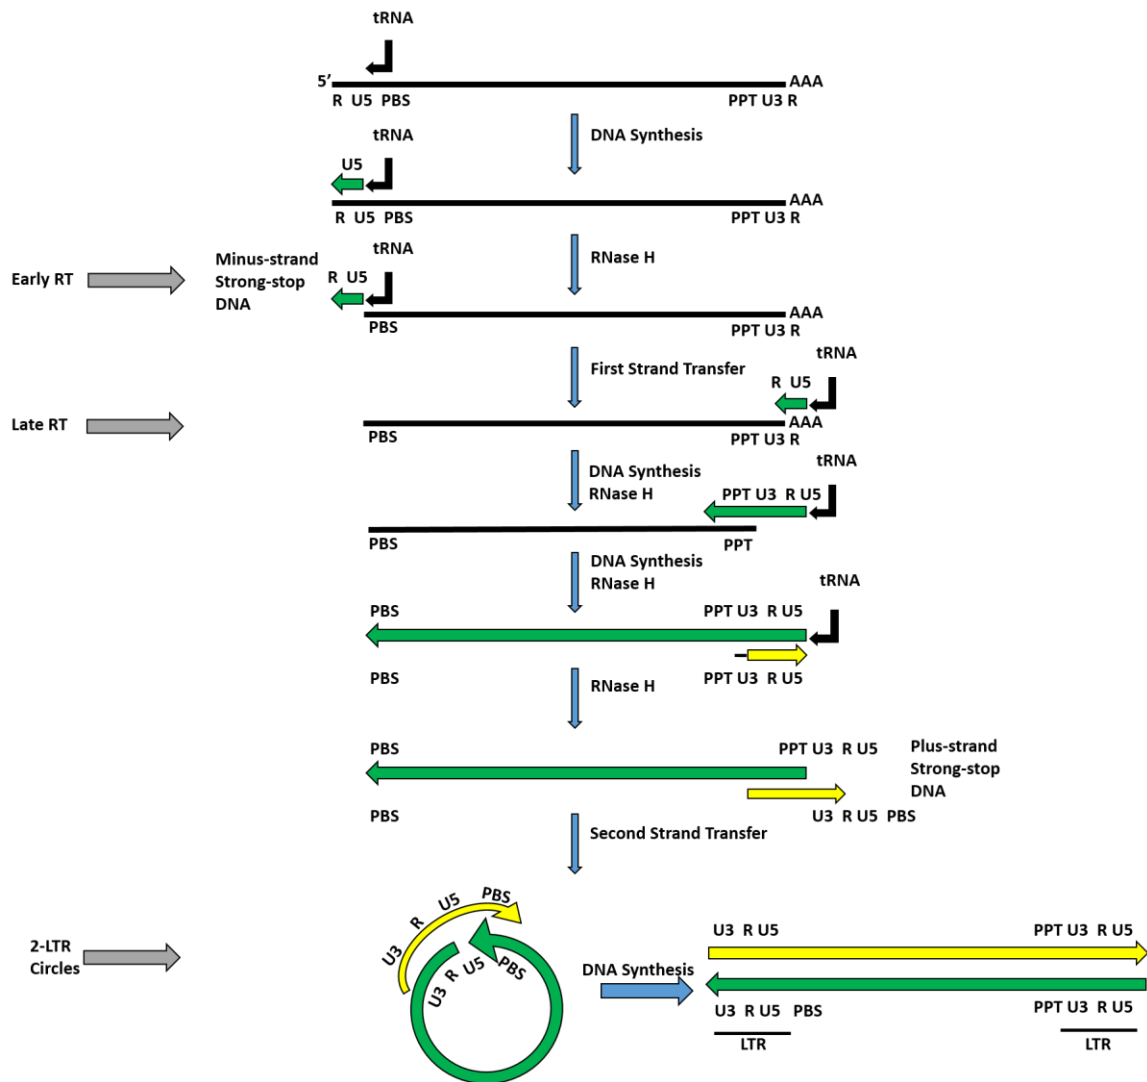 tRNA
5’
AAA
R U5 PBS
PPT U3 R
DNA Synthesis
tRNA
U5
AAA
R U5 PBS
PPT U3 R
RNase H
Early RT
Minus-strand
Strong-stop
DNA
tRNA
R U5
AAA
PBS
PPT U3 R
First Strand Transfer
tRNA
R U5
Late RT
AAA
PBS
PPT U3 R
DNA Synthesis
RNase H
tRNA
PPT U3 R U5
PBS
PPT
DNA Synthesis
RNase H
tRNA
PBS
PPT U3 R U5
PBS
PPT U3 R U5
RNase H
PBS
PPT U3 R U5
Plus-strand
Strong-stop
DNA
PBS
U3 R U5 PBS
Second Strand Transfer
2-LTR
Circles
U3 R U5 PBS
U3 R U5 PBS
DNA Synthesis
U3 R U5
PPT U3 R U5
U3 R U5 PBS
PPT U3 R U5
LTR
LTR